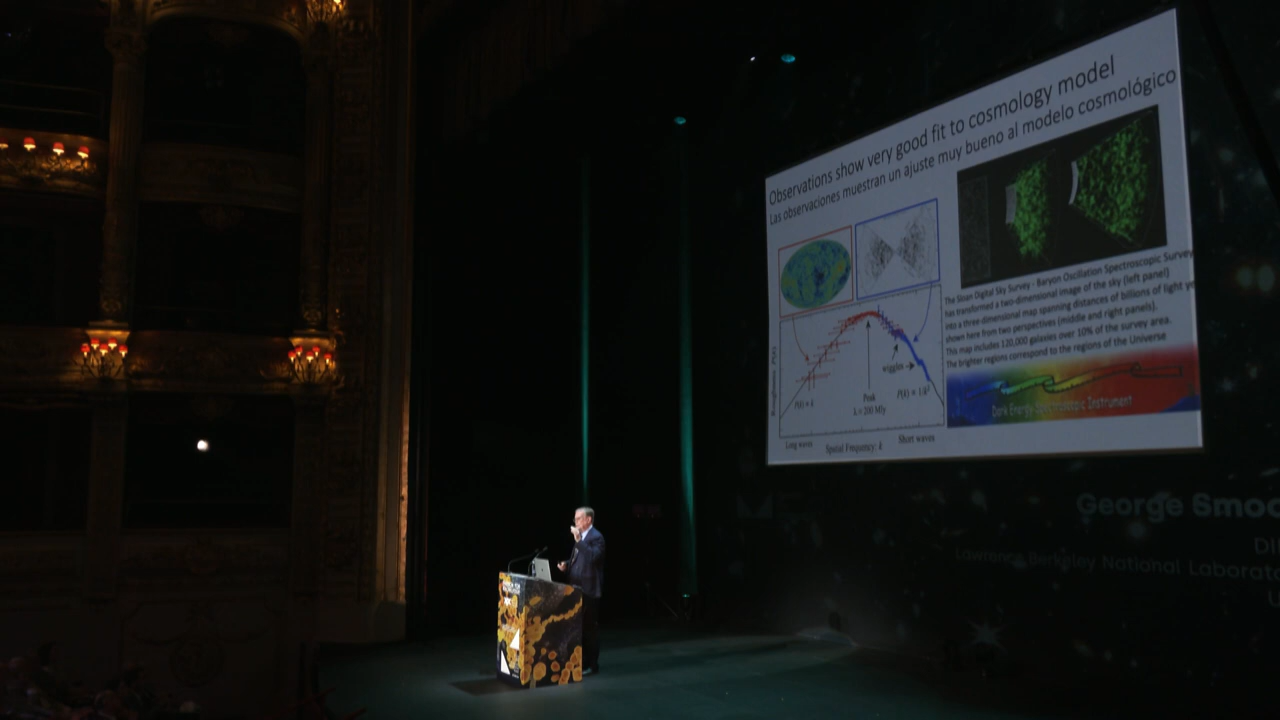 Observations show very good fit to cosmology model
Las observaciones muestran un ajuste muy bueno al modelo cosmológico
The Sloan Digital Sky Survey - Baryon Oscillation Spectroscopic Survey
has transformed a two-dimensional image of the sky (left panel)
into a three-dimensional map spanning distances of billions of light ye
shown here from two perspectives (middle and right panels).
This map includes 120,000 galaxies over 10% of the survey area.
The brighter regions correspond to the regions of the Universe
wiggles
Peak
λ≈200 Mly
P(k) ≈ k
Long waves
Spatial Frequency: k
Short waves
Dark Energy Spectroscopic Instrument
George Smoo
Lawrence Berkeley National Laborato